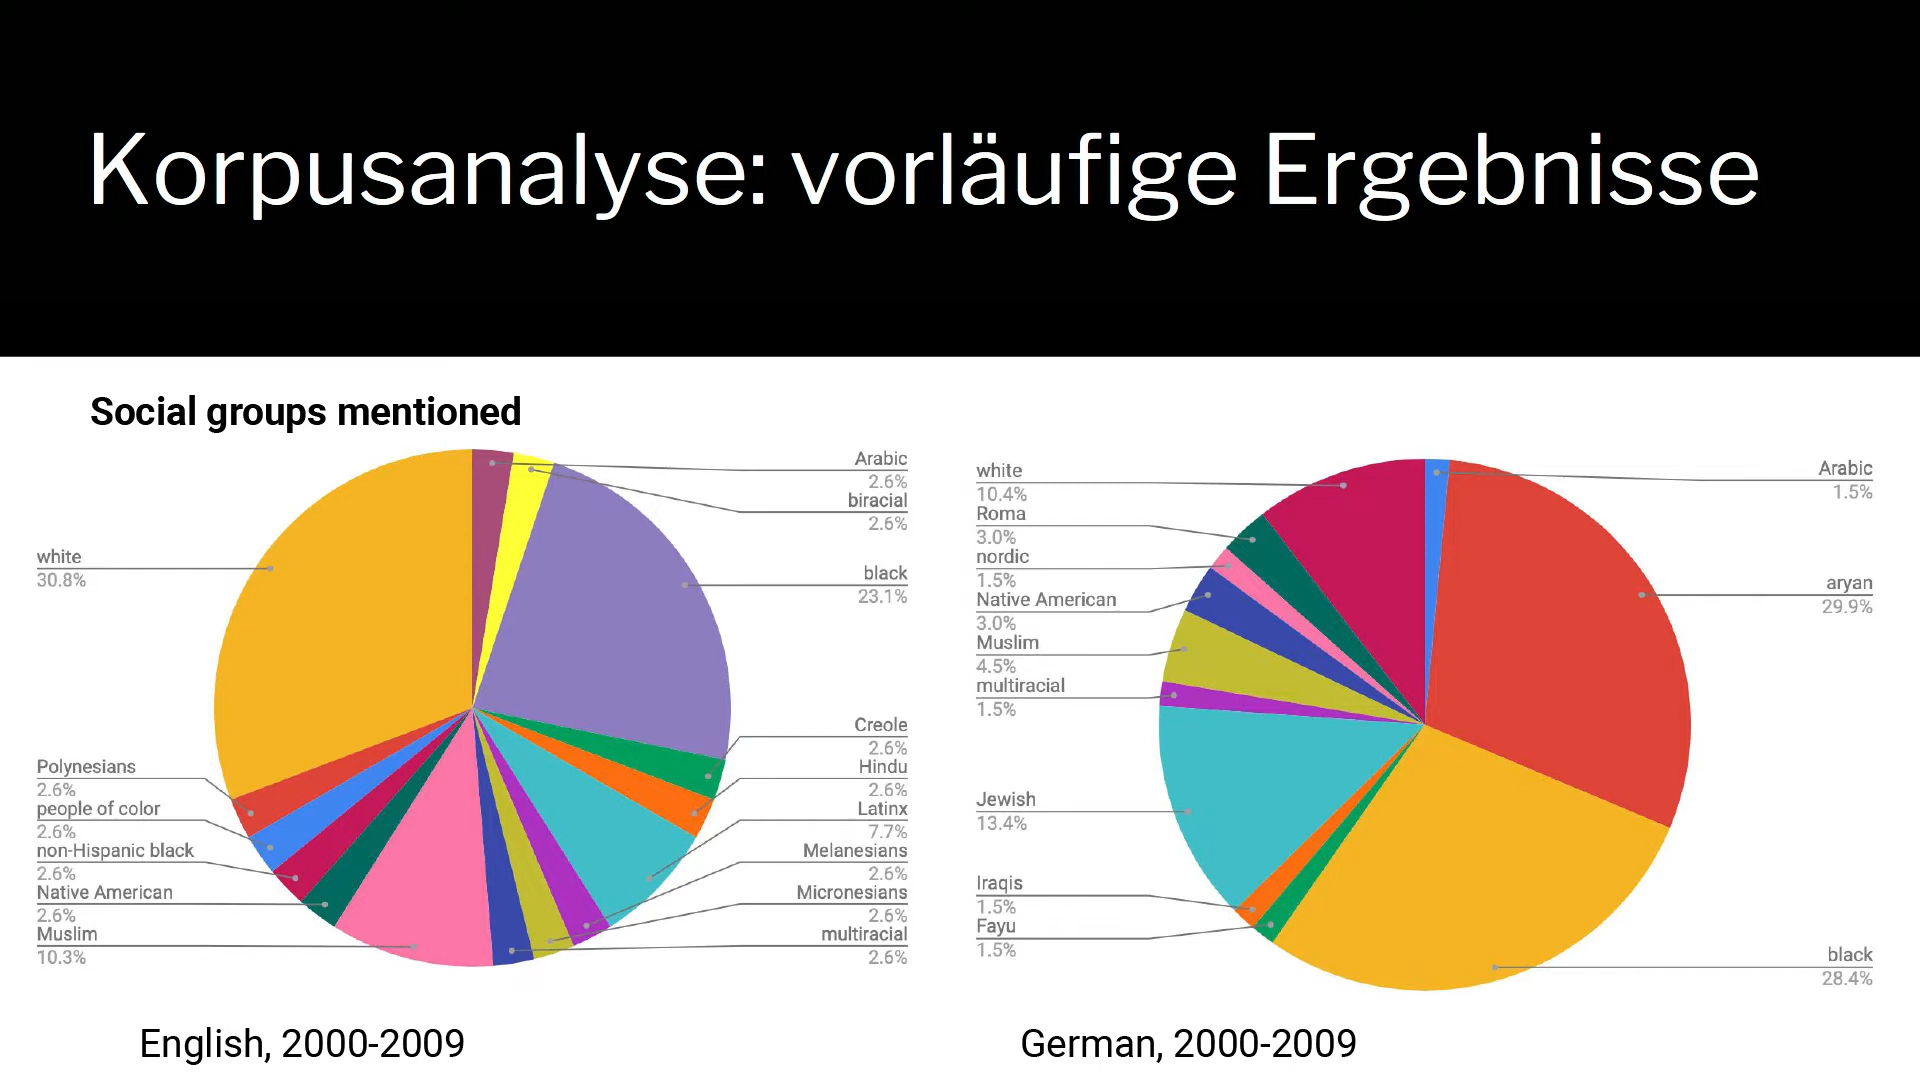 Korpusanalyse: vorläufige Ergebnisse
Social groups mentioned
white
30.8%
Polynesians
2.6%
people of color
2.6%
non-Hispanic black
2.6%
Native American
2.6%
Muslim
10.3%
Arabic
2.6%
biracial
2.6%
black
23.1%
Creole
2.6%
Hindu
2.6%
Latinx
7.7%
Melanesians
2.6%
Micronesians
2.6%
multiracial
2.6%
English, 2000-2009
white
10.4%
Roma
3.0%
nordic
1.5%
Native American
3.0%
Muslim
4.5%
multiracial
1.5%
Jewish
13.4%
Iraqis
1.5%
Fayu
1.5%
Arabic
1.5%
aryan
29.9%
black
28.4%
German, 2000-2009